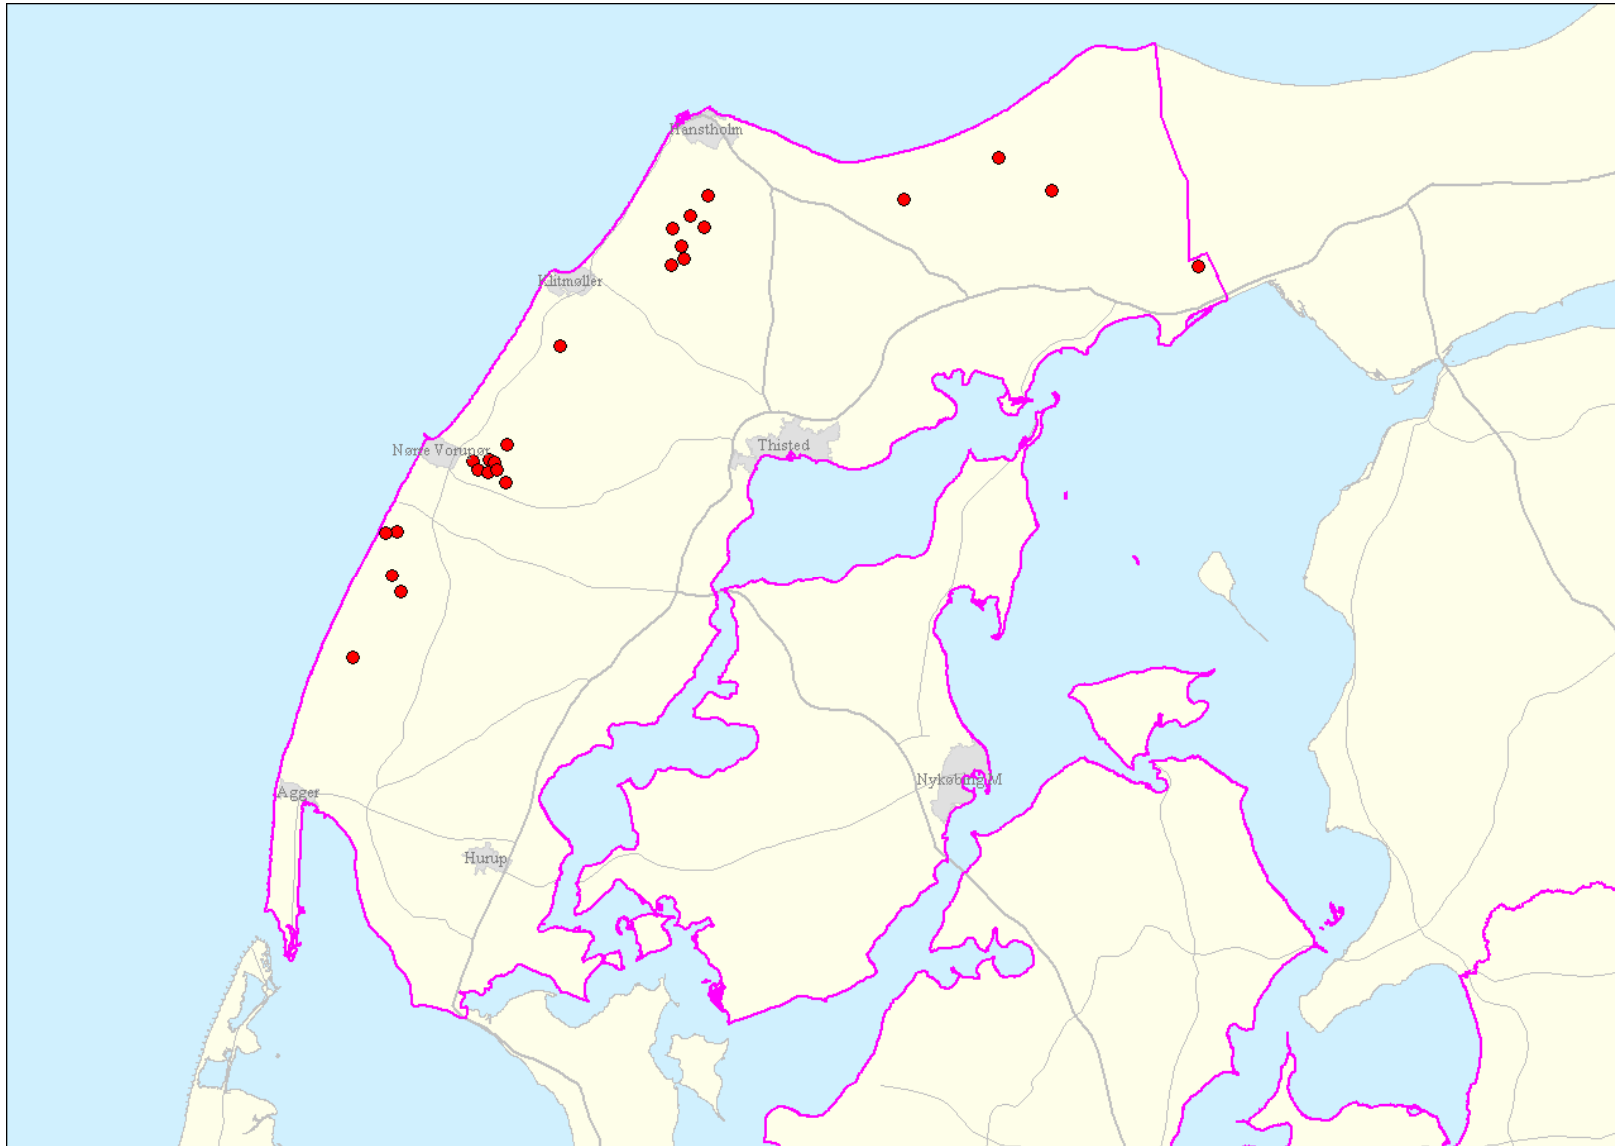 Hanstholm
Klitmøller
Nørre Vorupør
Thisted
Nykøbing M
Agger
Hurup